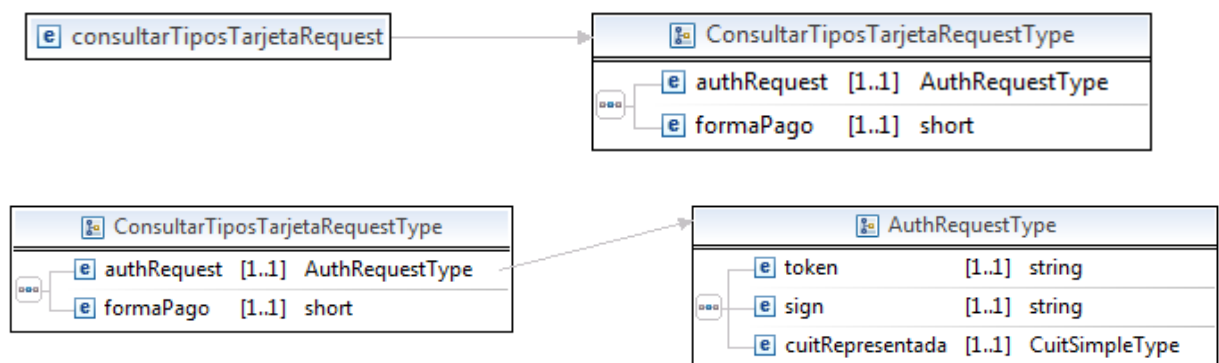 e consultarTiposTarjetaRequest
ConsultarTiposTarjetaRequestType
e authRequest [1..1] AuthRequestType
e formaPago [1..1] short
ConsultarTiposTarjetaRequestType
e authRequest [1..1] AuthRequestType
e formaPago [1..1] short
AuthRequestType
e token [1..1] string
e sign [1..1] string
e cuitRepresentada [1..1] CuitSimpleType